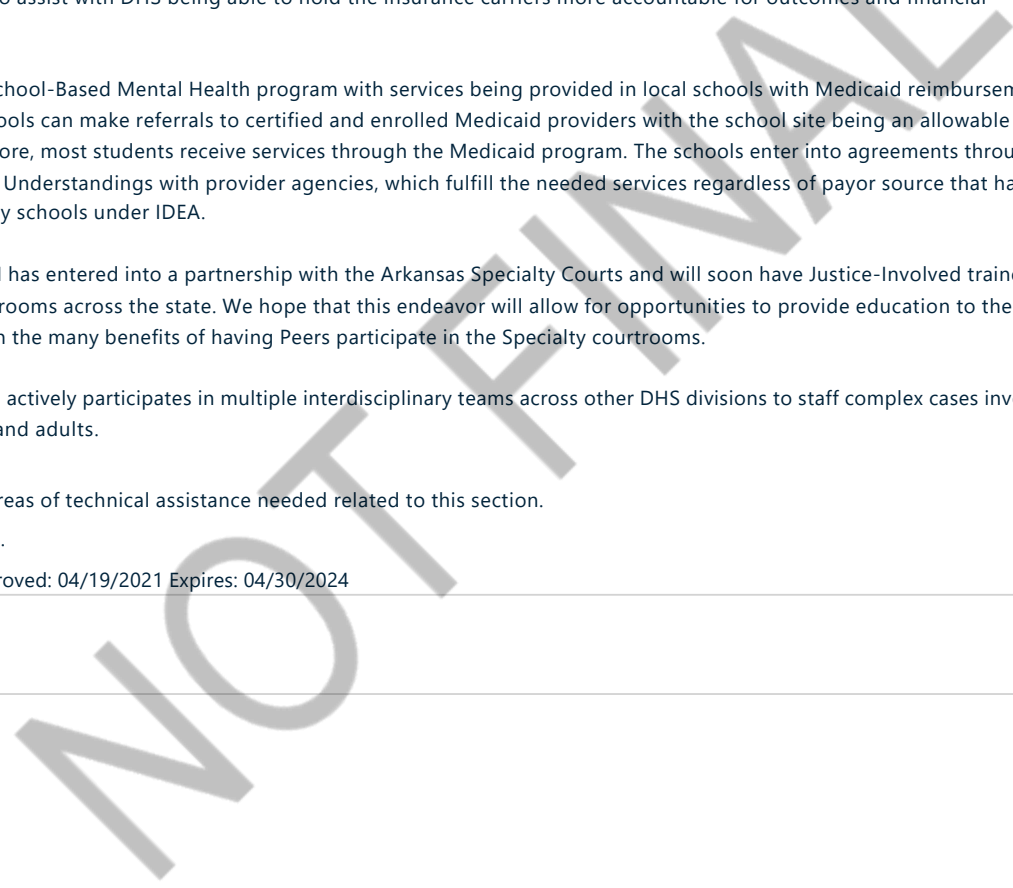 o assist with DHS being able to hold the insurance carriers more accountable for outcomes and financial
chool-Based Mental Health program with services being provided in local schools with Medicaid reimbursem
ools can make referrals to certified and enrolled Medicaid providers with the school site being an allowable
ore, most students receive services through the Medicaid program. The schools enter into agreements throu
Understandings with provider agencies, which fulfill the needed services regardless of payor source that ha
y schools under IDEA.
has entered into a partnership with the Arkansas Specialty Courts and will soon have Justice-Involved traine
rooms across the state. We hope that this endeavor will allow for opportunities to provide education to the
n the many benefits of having Peers participate in the Specialty courtrooms.
actively participates in multiple interdisciplinary teams across other DHS divisions to staff complex cases inv
and adults.
reas of technical assistance needed related to this section.
.
roved: 04/19/2021 Expires: 04/30/2024
NOT FINAL